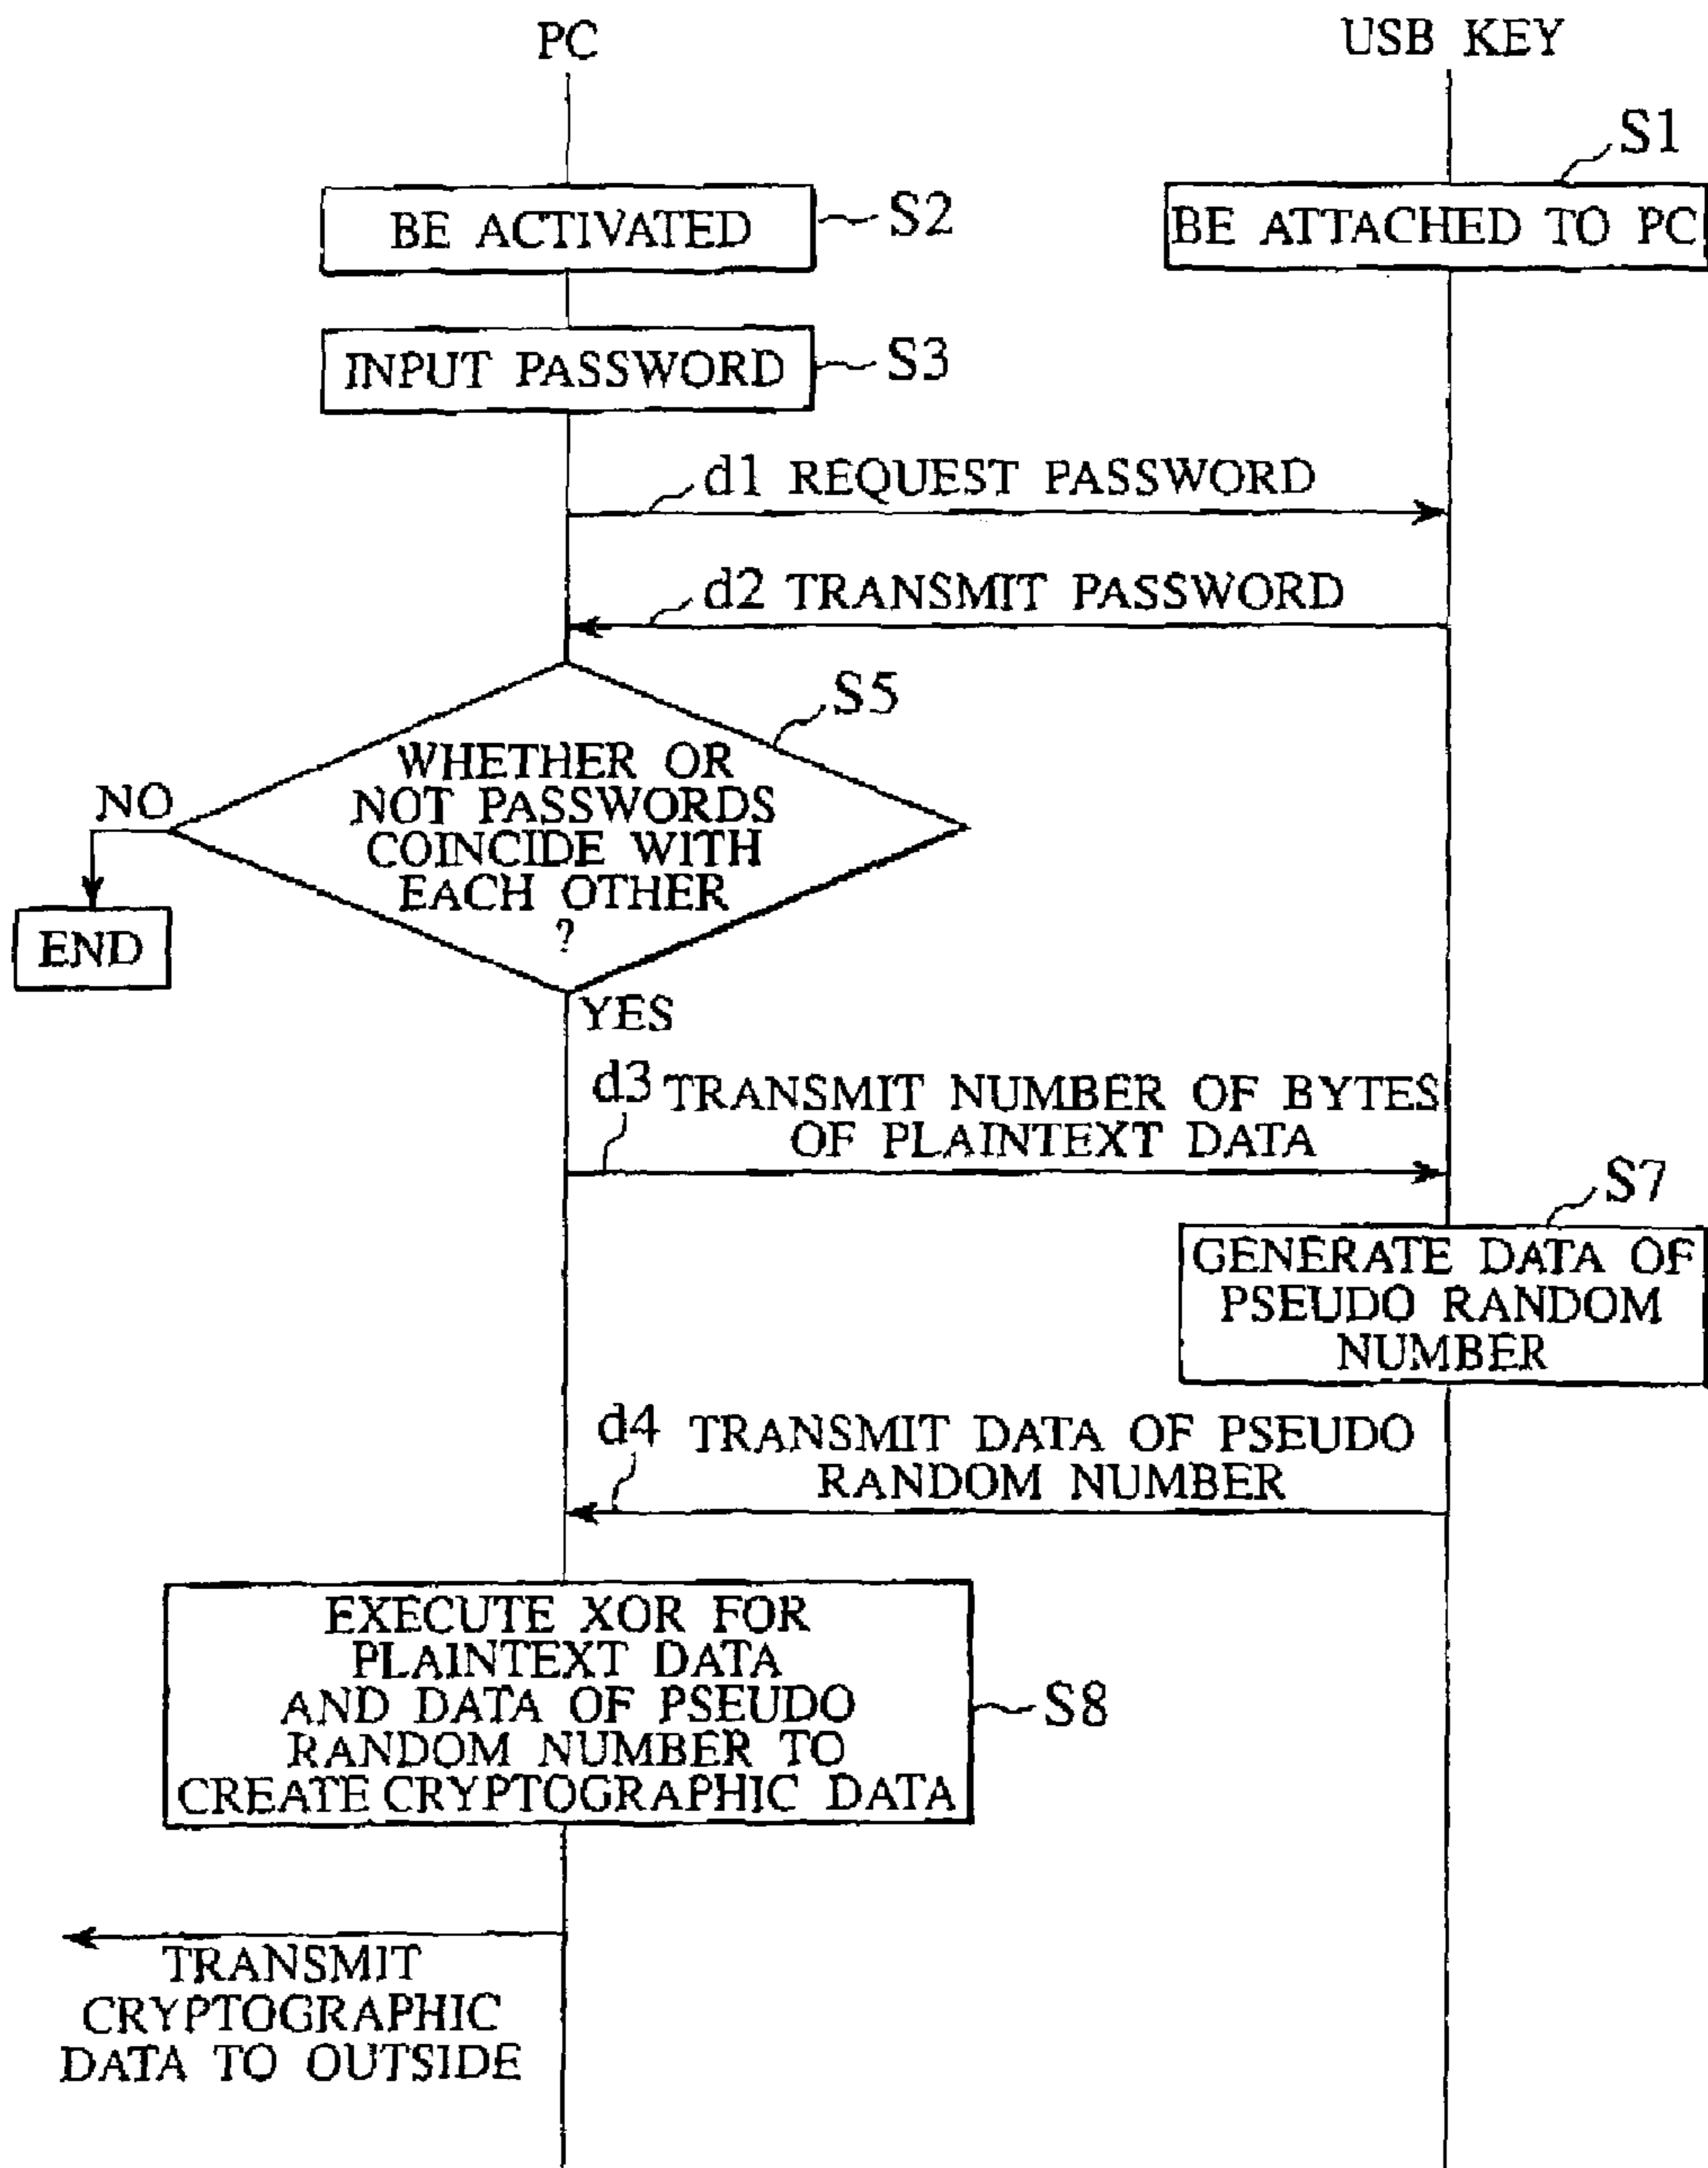 PC
USB KEY
S1
BE ACTIVATED
S2
BE ATTACHED TO PC
INPUT PASSWORD
S3
d1 REQUEST PASSWORD
d2 TRANSMIT PASSWORD
S5
WHETHER OR
NOT PASSWORDS
COINCIDE WITH
EACH OTHER
?
NO
END
YES
d3 TRANSMIT NUMBER OF BYTES
OF PLAINTEXT DATA
S7
GENERATE DATA OF
PSEUDO RANDOM
NUMBER
d4 TRANSMIT DATA OF PSEUDO
RANDOM NUMBER
EXECUTE XOR FOR
PLAINTEXT DATA
AND DATA OF PSEUDO
RANDOM NUMBER TO
CREATE CRYPTOGRAPHIC DATA
S8
TRANSMIT
CRYPTOGRAPHIC
DATA TO OUTSIDE